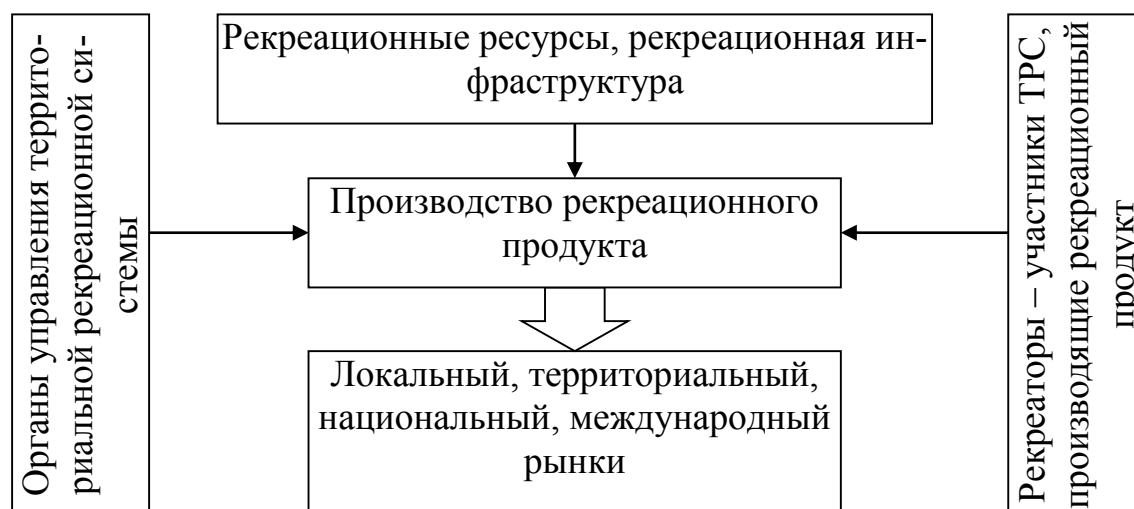 Органы управления террито-
риальной рекреационной си-
стемы
Рекреационные ресурсы, рекреационная ин-
фраструктура
Производство рекреационного
продукта
Локальный, территориальный,
национальный, международный
рынки
Рекреаторы – участники ТРС,
производящие рекреационный
продукт